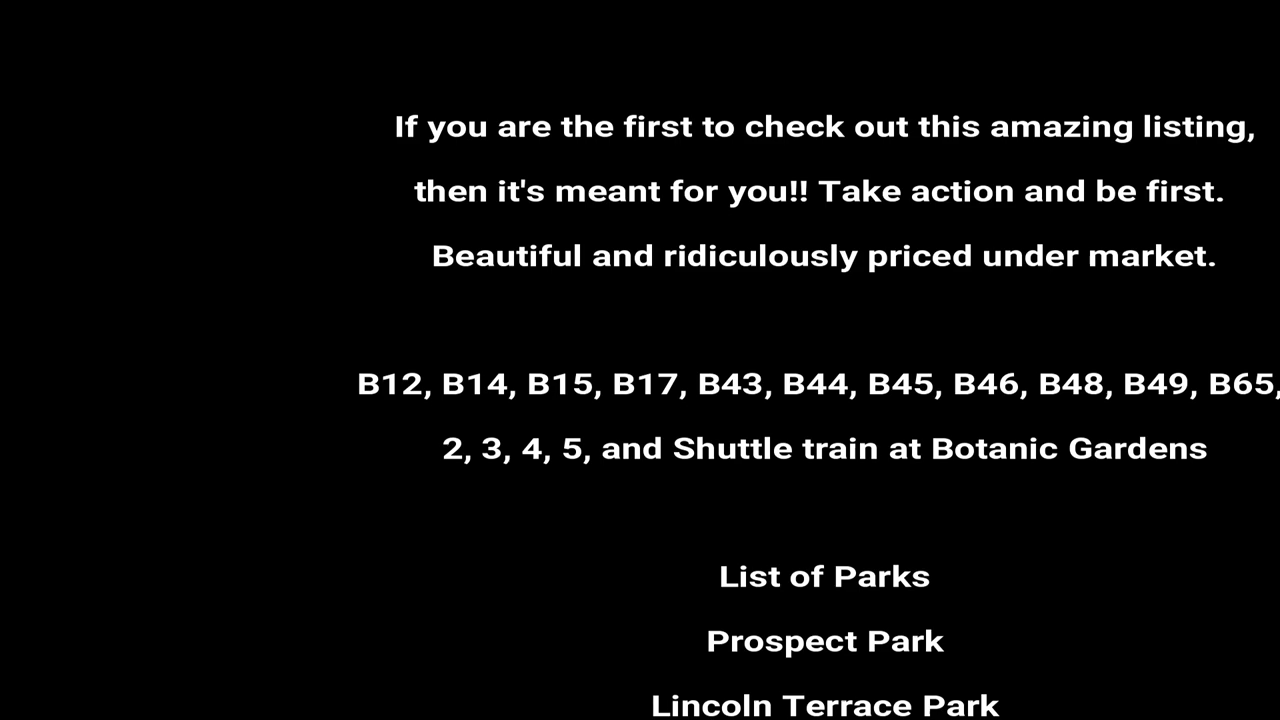 If you are the first to check out this amazing listing,
then it's meant for you!! Take action and be first.
Beautiful and ridiculously priced under market.
B12, B14, B15, B17, B43, B44, B45, B46, B48, B49, B65,
2, 3, 4, 5, and Shuttle train at Botanic Gardens
List of Parks
Prospect Park
Lincoln Terrace Park